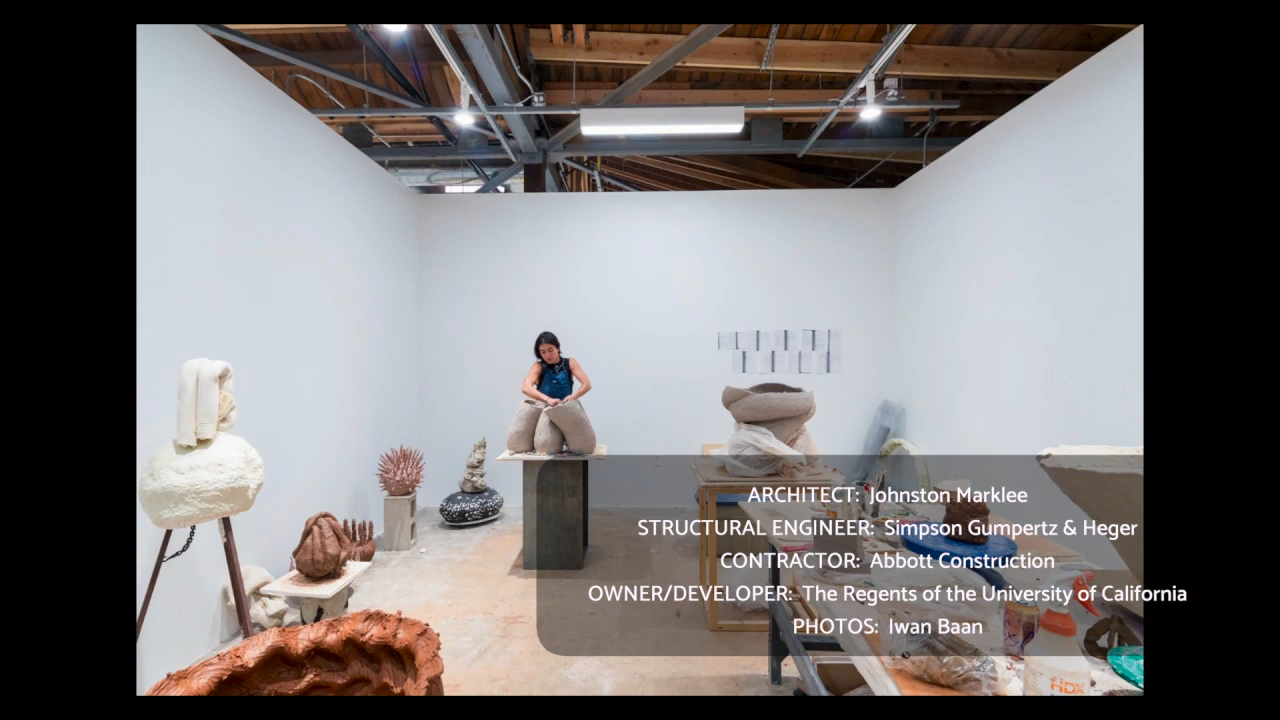 ARCHITECT: Johnston Marklee
STRUCTURAL ENGINEER: Simpson Gumpertz & Heger
CONTRACTOR: Abbott Construction
OWNER/DEVELOPER: The Regents of the University of California
PHOTOS: Iwan Baan
HDX